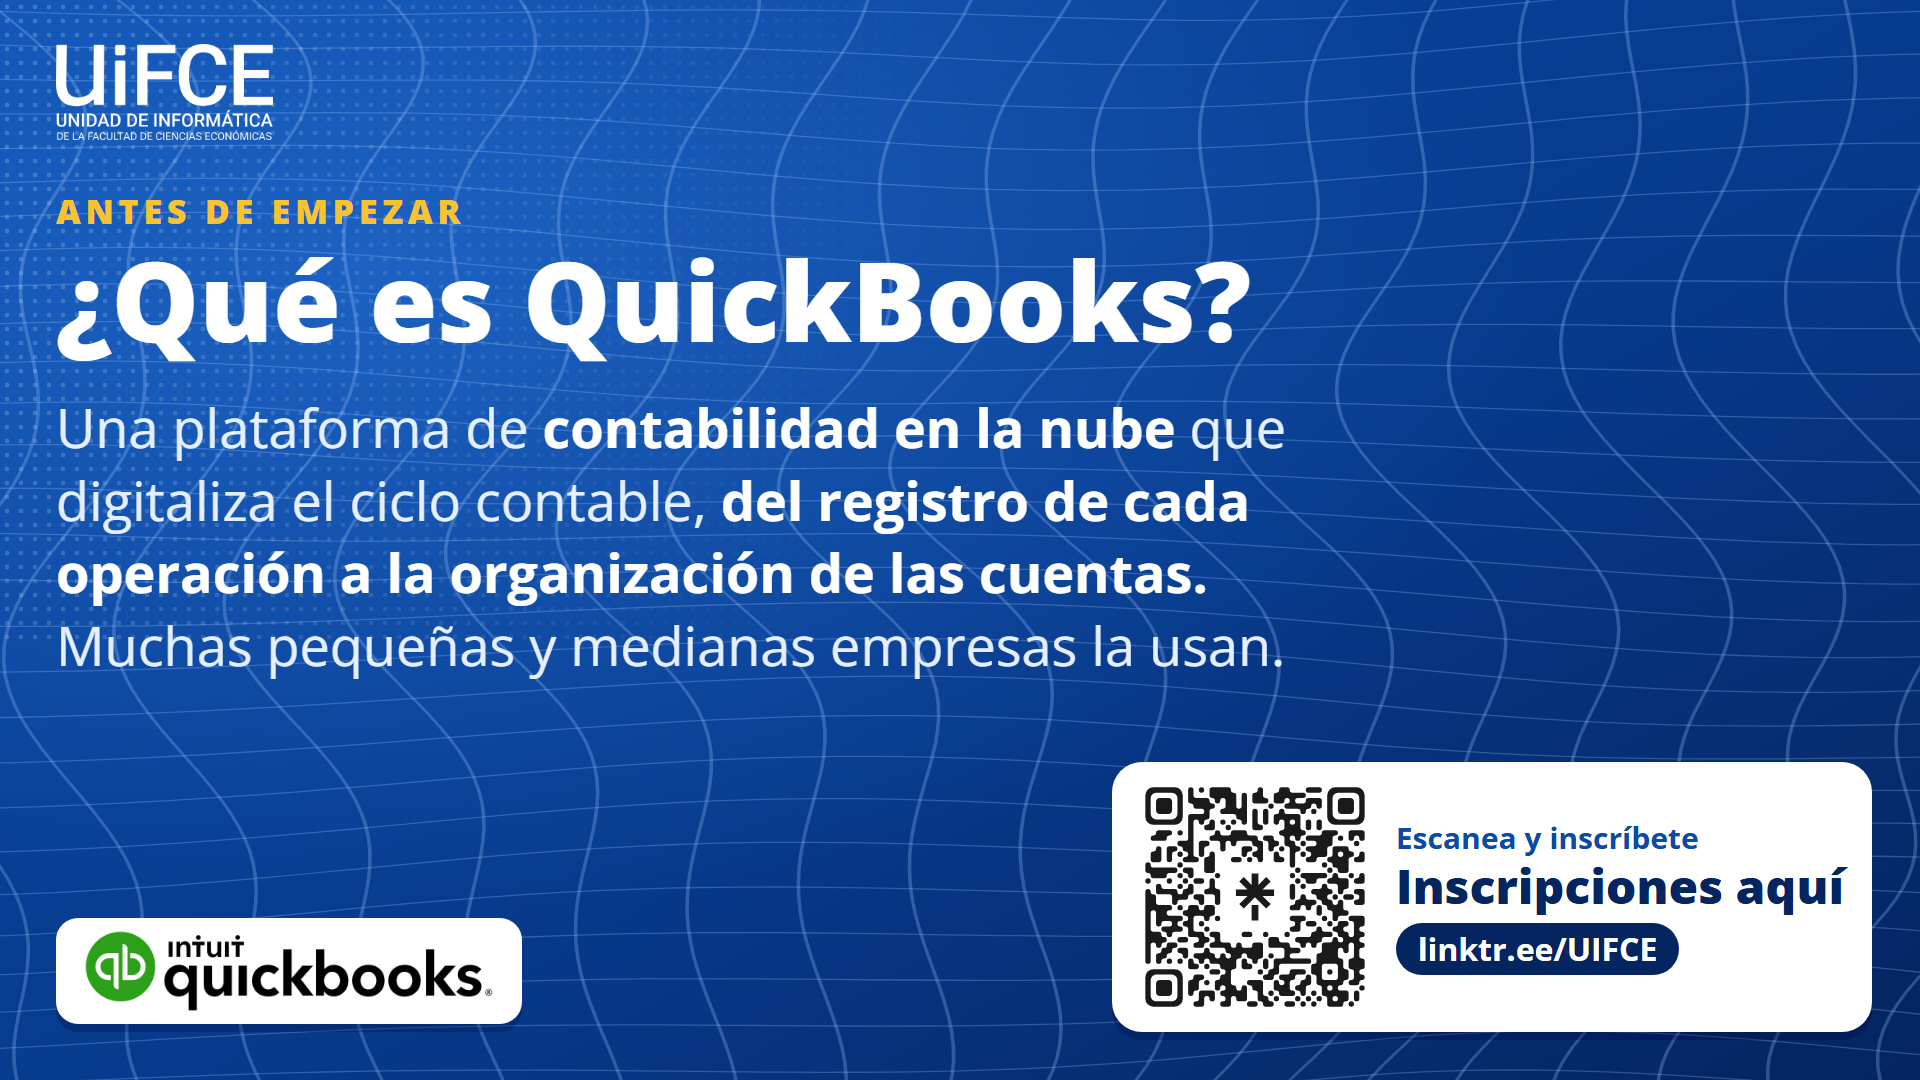 UiFCE
UNIDAD DE INFORMÁTICA
DE LA FACULTAD DE CIENCIAS ECONÓMICAS
ANTES DE EMPEZAR
¿Qué es QuickBooks?
Una plataforma de contabilidad en la nube que
digitaliza el ciclo contable, del registro de cada
operación a la organización de las cuentas.
Muchas pequeñas y medianas empresas la usan.
qb
intuit
quickbooks®
Escanea y inscríbete
Inscripciones aquí
linktr.ee/UIFCE